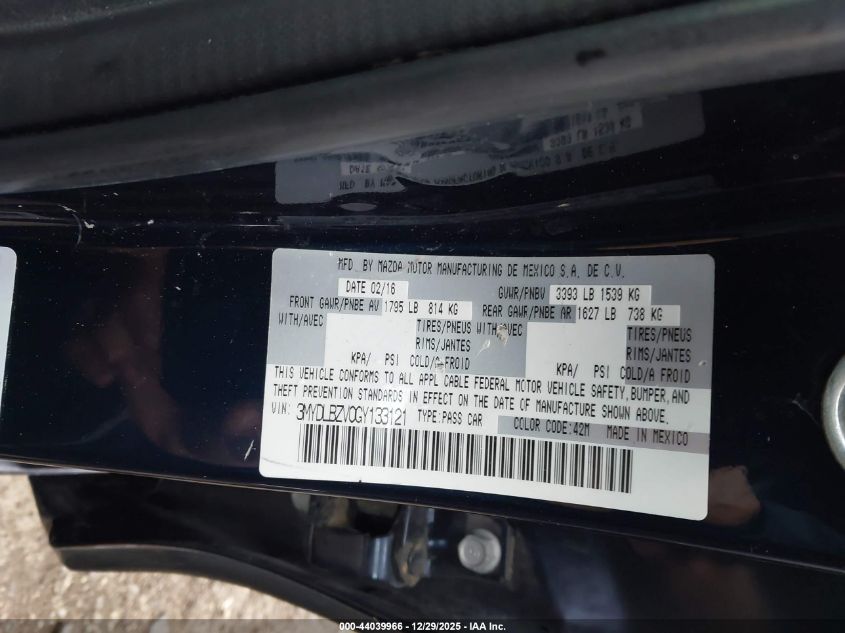 MFD. BY MAZDA MOTOR MANUFACTURING DE MEXICO S.A. DE C.V.
DATE 02/16 GVWR/PNBV 3393 LB 1539 KG
FRONT GAWR/PNBE AV 1795 LB 814 KG REAR GAWR/PNBE AR 1627 LB 738 KG
WITH/AVEC TIRES/PNEUS WITH/AVEC TIRES/PNEUS
RIMS/JANTES RIMS/JANTES
KPA/ PSI COLD/A FROID KPA/ PSI COLD/A FROID
THIS VEHICLE CONFORMS TO ALL APPL CABLE FEDERAL MOTOR VEHICLE SAFETY, BUMPER, AND
THEFT PREVENTION STANDARDS IN EFFECT ON THE DATE OF MANUFACTURE SHOWN ABOVE.
VIN: 3MYDLBZV0GY133121 TYPE:PASS CAR COLOR CODE:42M MADE IN MEXICO
000-44039966 - 12/29/2025 - IAA Inc.